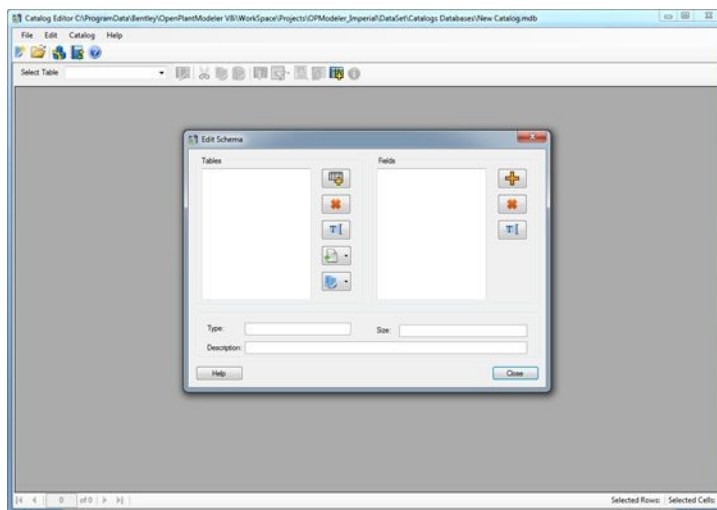 Catalog Editor C:\ProgramData\Bentley\OpenPlantModeler V8i\WorkSpace\Projects\OPModeler_Imperial\DataSet\Catalogs Databases\New Catalog.mdb
File Edit Catalog Help
Select Table
Edit Schema
Tables
Fields
Type:
Size:
Description:
Help
Close
0 of 0
Selected Rows: Selected Cells: